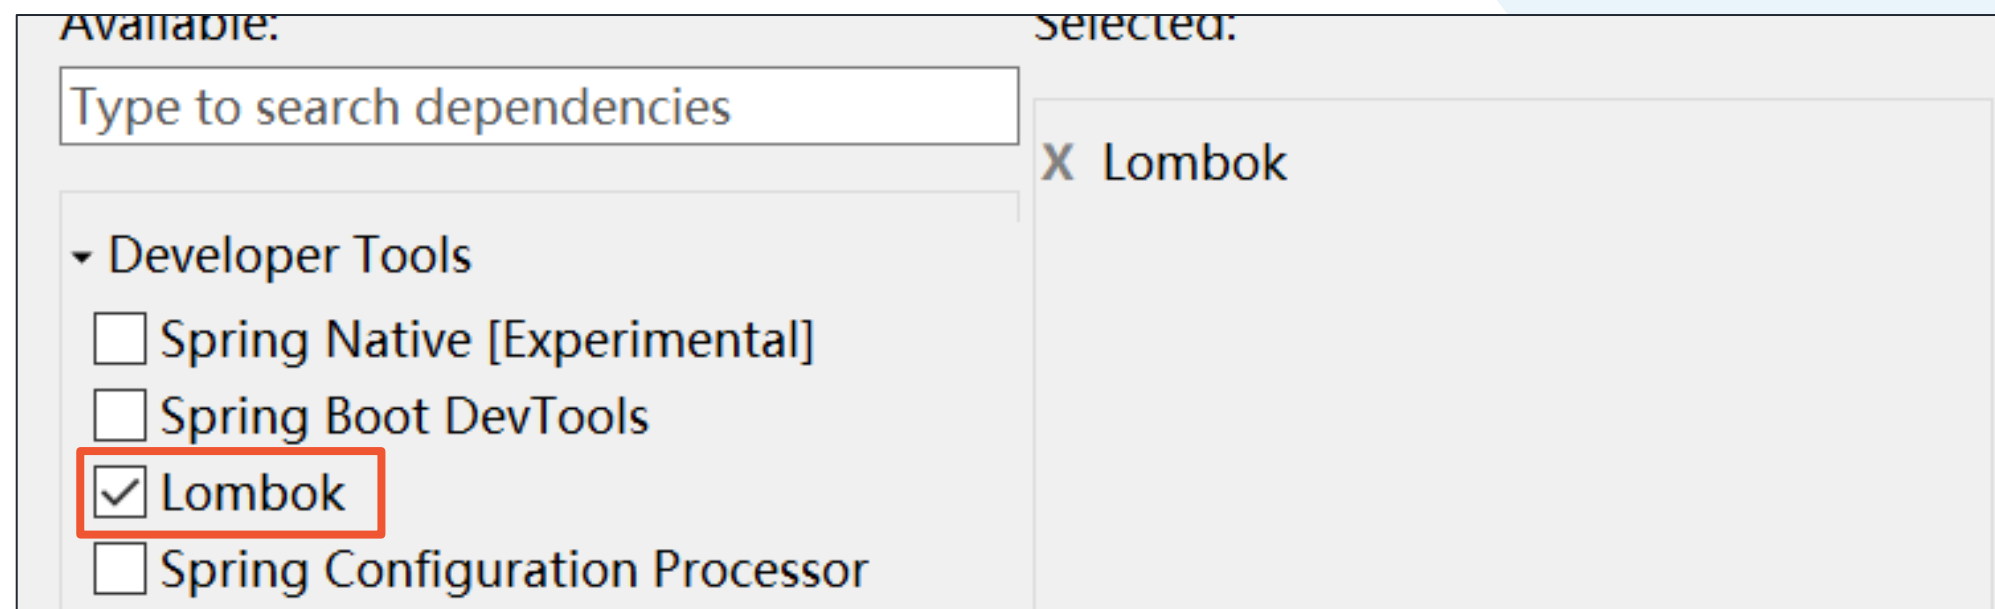 Available:
Type to search dependencies
Developer Tools
Spring Native [Experimental]
Spring Boot DevTools
Lombok
Spring Configuration Processor
Selected:
X Lombok